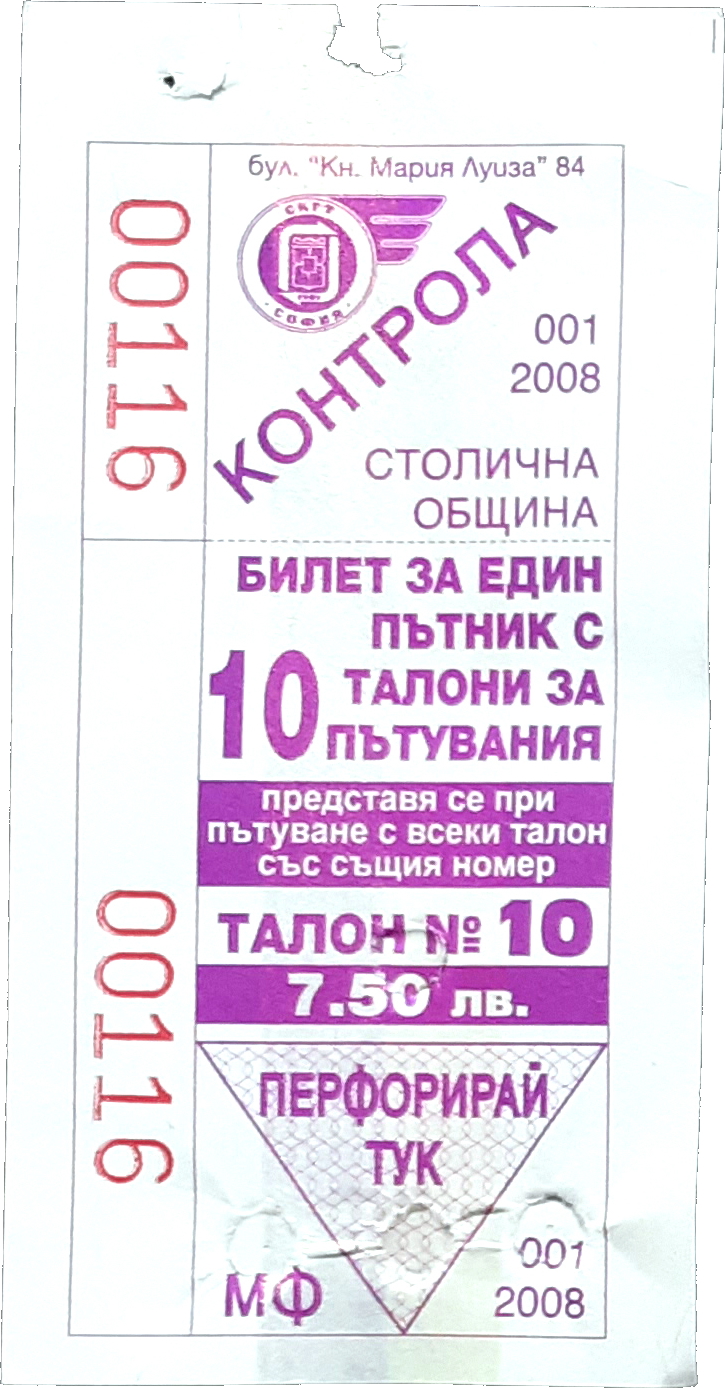 бул. "Кн. Мария Луиза" 84
СКГТ
СОФИЯ
КОНТРОЛА
001
2008
СТОЛИЧНА
ОБЩИНА
00116
БИЛЕТ ЗА ЕДИН
ПЪТНИК С
10 ТАЛОНИ ЗА
ПЪТУВАНИЯ
представя се при
пътуване с всеки талон
със същия номер
ТАЛОН № 10
7.50 лв.
00116
ПЕРФОРИРАЙ
ТУК
МФ
001
2008